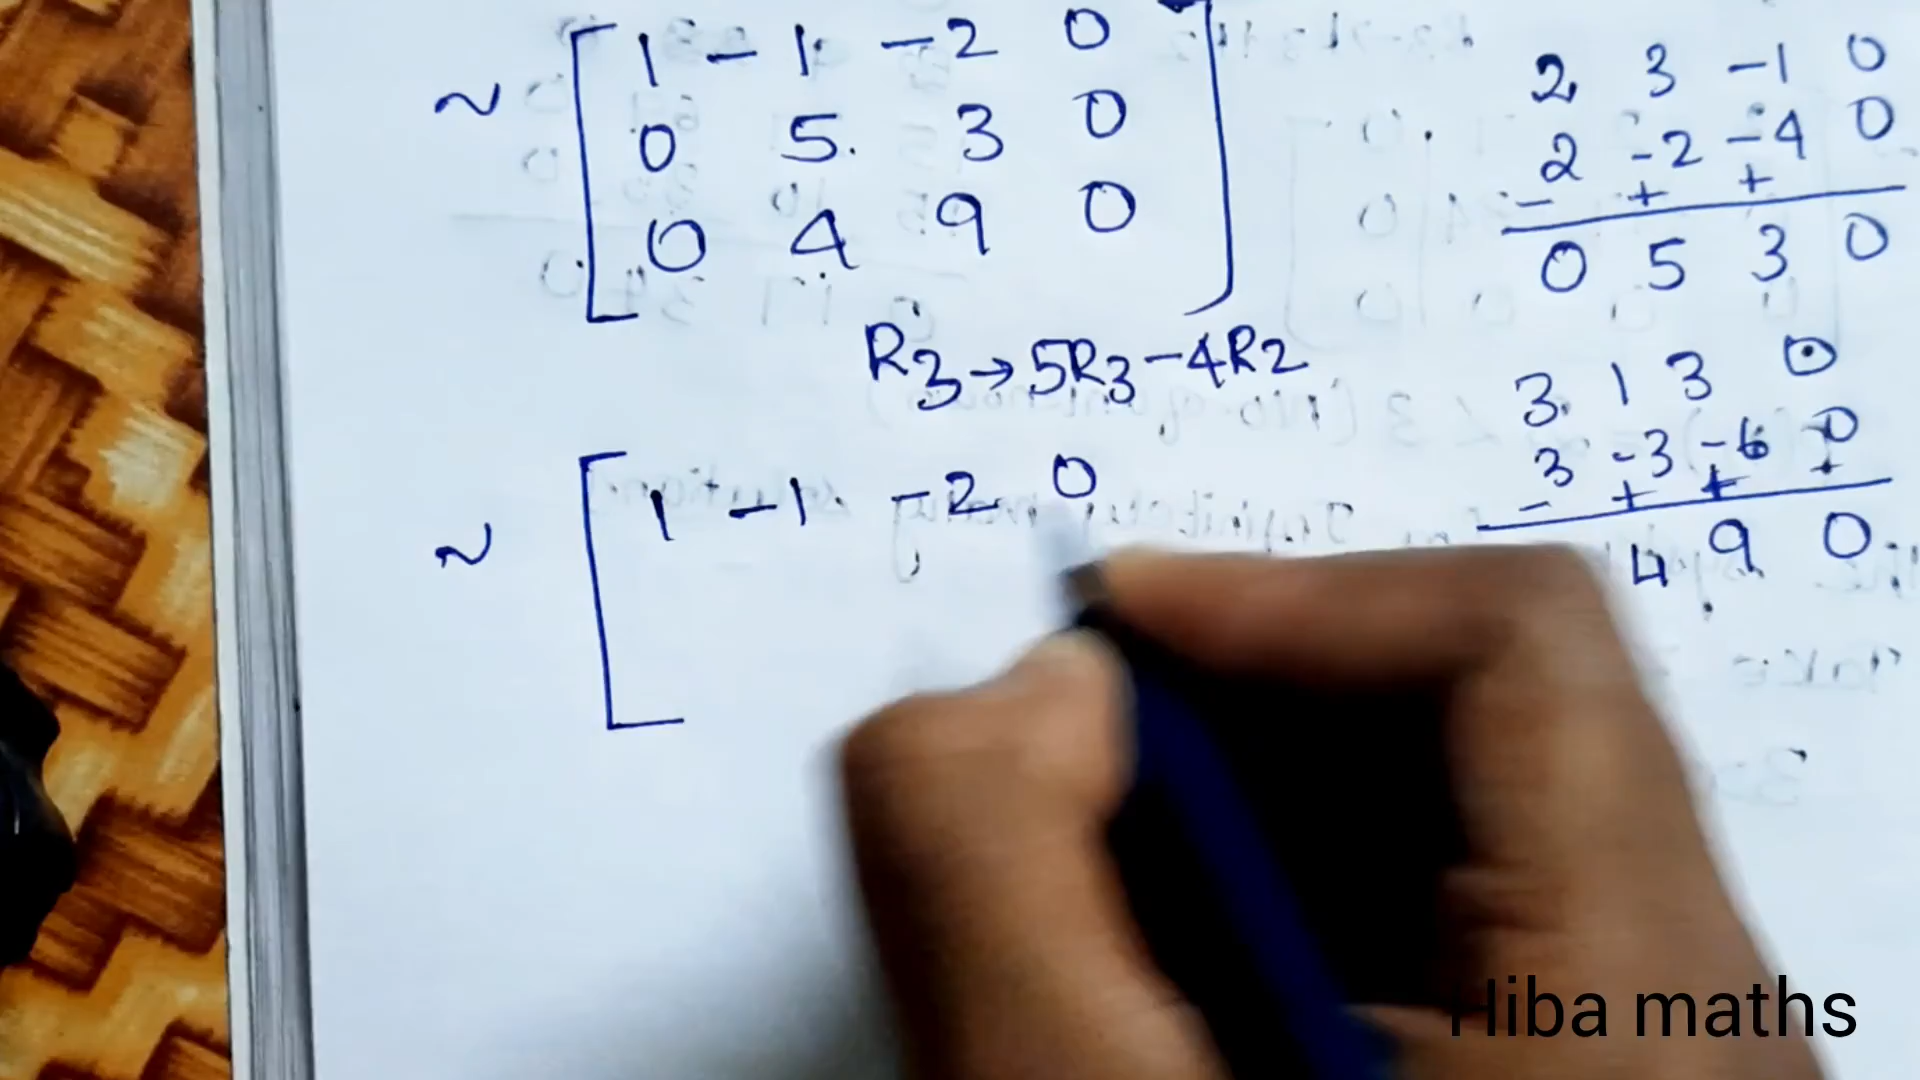 ~ [ 1 -1 -2 0
0 5 3 0
0 4 9 0 ]
R3 → 5R3 - 4R2
~ [ 1 -1 -2 0
2 3 -1 0
2 -2 -4 0
- + +
0 5 3 0
3 1 3 0
3 -3 -6 0
- + + +
4 9 0
Hiba maths